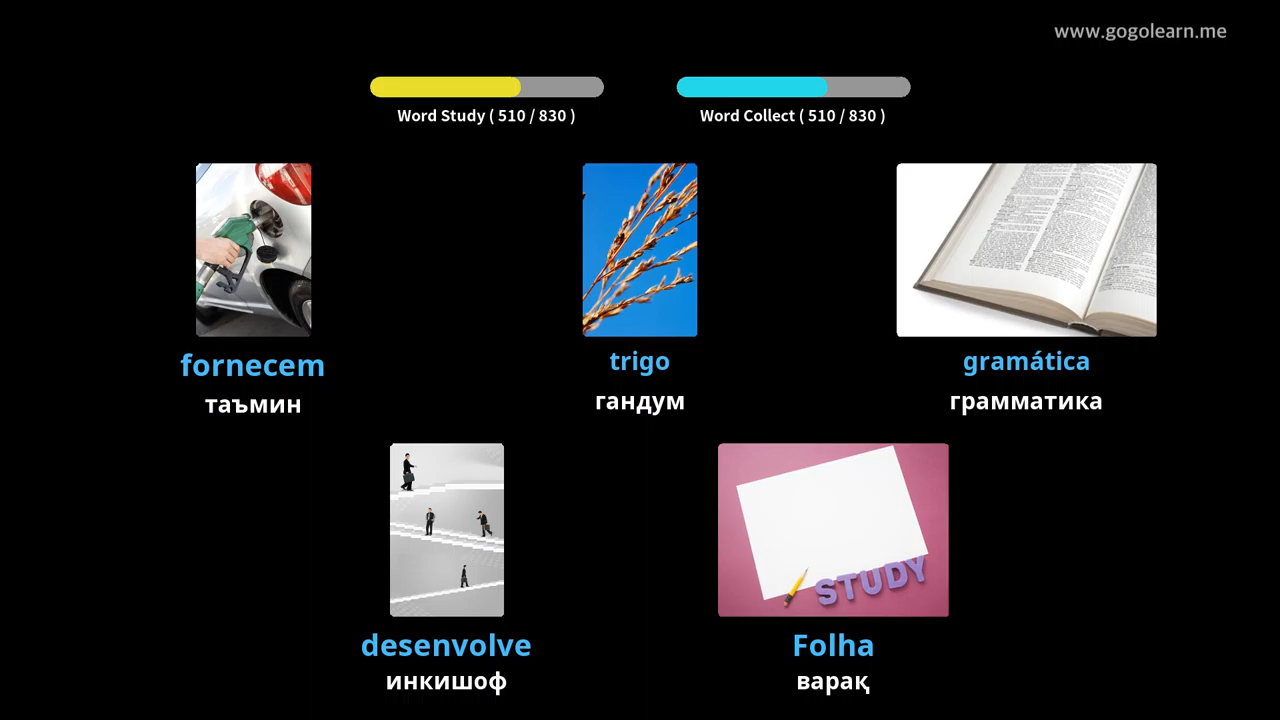 www.gogolearn.me
Word Study ( 510 / 830 )
Word Collect ( 510 / 830 )
fornecem
таъмин
trigo
гандум
gramática
грамматика
STUDY
desenvolve
инкишоф
Folha
варақ